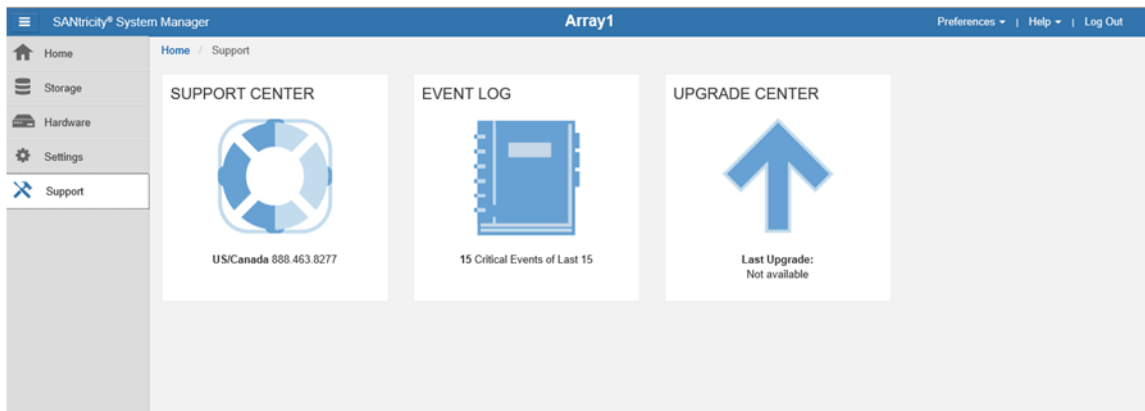 SANtricity® System Manager
Array1
Preferences | Help | Log Out
Home
Storage
Hardware
Settings
Support
Home / Support
SUPPORT CENTER
US/Canada 888.463.8277
EVENT LOG
15 Critical Events of Last 15
UPGRADE CENTER
Last Upgrade:
Not available